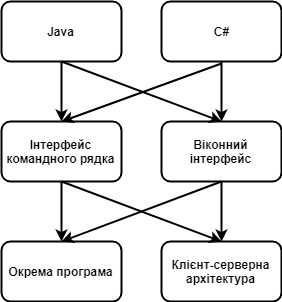 Java
C#
Інтерфейс
командного рядка
Віконний
інтерфейс
Окрема програма
Клієнт-серверна
архітектура